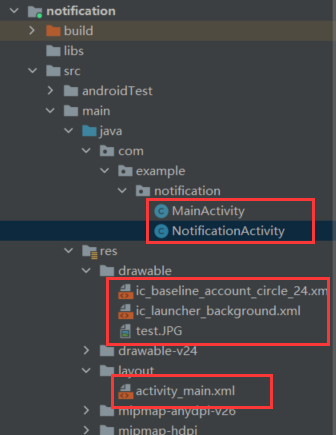 notification
build
libs
src
androidTest
main
java
com
example
notification
MainActivity
NotificationActivity
res
drawable
ic_baseline_account_circle_24.xm
ic_launcher_background.xml
test.JPG
drawable-v24
layout
activity_main.xml
mipmap-anydpi-v26
mipmap-hdpi